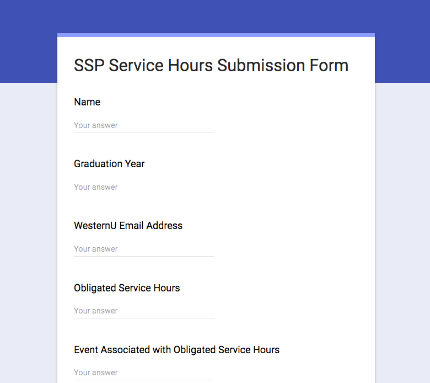 SSP Service Hours Submission Form
Name
Your answer
Graduation Year
Your answer
WesternU Email Address
Your answer
Obligated Service Hours
Your answer
Event Associated with Obligated Service Hours
Your answer